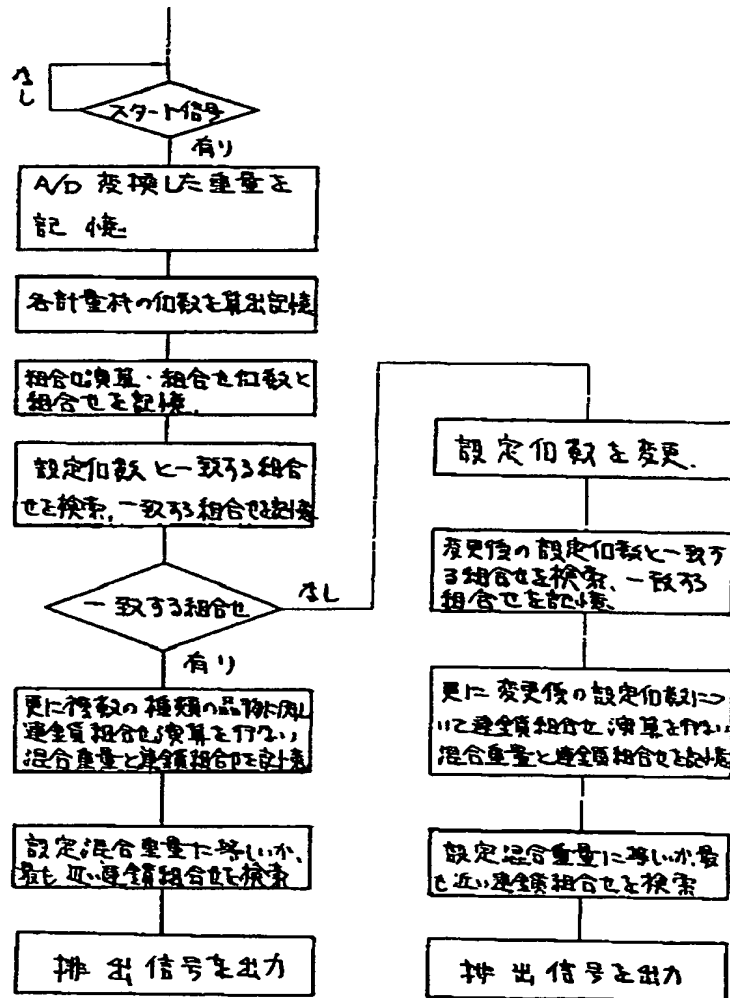 なし
スタート信号
有り
A/D 変換した重量を
記憶
各計量枡の個数を算出記憶
組合せ演算・組合せ個数と
組合せを記憶.
設定個数と一致する組合
せを検索,一致する組合せを記憶
一致する組合せ
なし
有り
更に複数の種類の品物に関し
連鎖組合せ演算を行ない
混合重量と連鎖組合せを記憶
設定混合重量に等しいか、
最も近い連鎖組合せを検索
排出信号を出力
設定個数を変更.
変更後の設定個数と一致す
る組合せを検索、一致する
組合せを記憶.
更に変更後の設定個数につ
いて連鎖組合せ演算を行ない
混合重量と連鎖組合せを記憶
設定混合重量に等しいか最
も近い連鎖組合せを検索
排出信号を出力